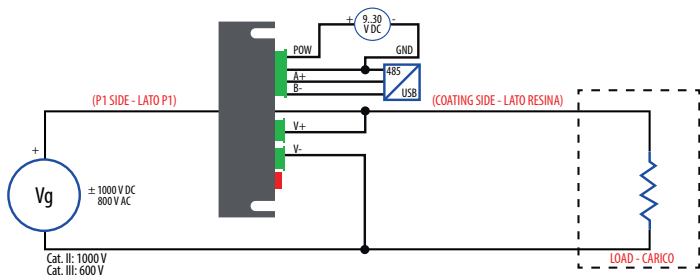 +
9..30
V DC
-
POW
GND
A+
B-
485
USB
(P1 SIDE - LATO P1)
(COATING SIDE - LATO RESINA)
V+
V-
+
Vg
± 1000 V DC
800 V AC
Cat. II: 1000 V
Cat. III: 600 V
LOAD - CARICO